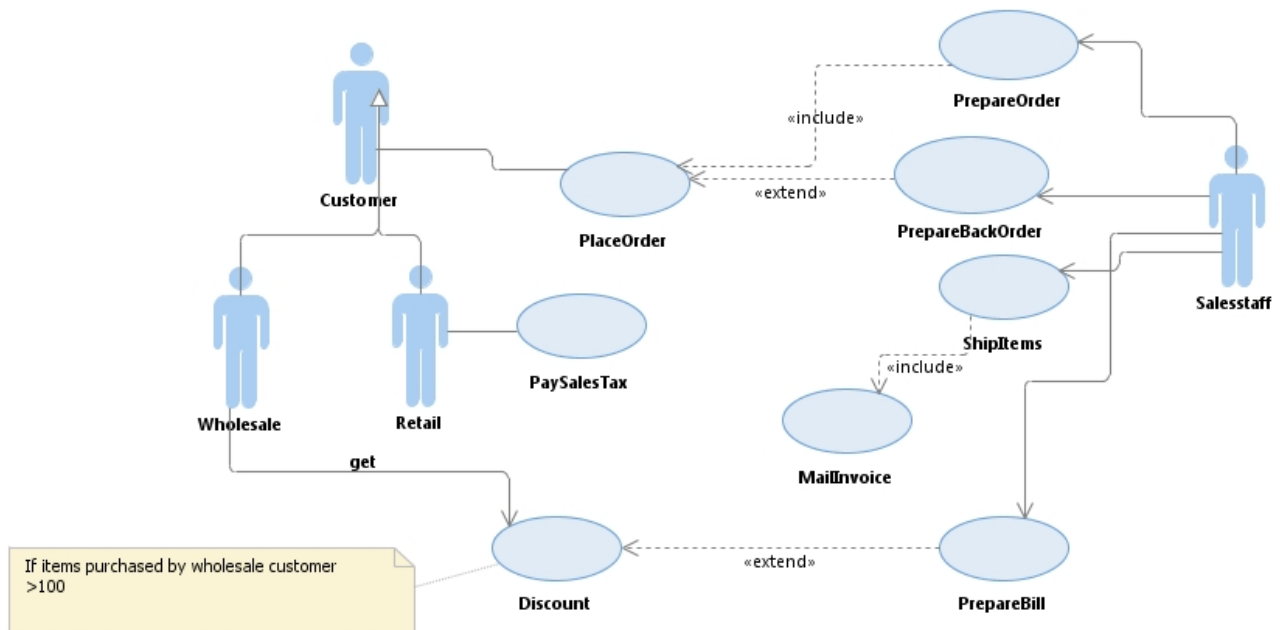 PrepareOrder
«include»
Customer
«extend»
PlaceOrder
PrepareBackOrder
Salesstaff
ShipItems
«include»
PaySalesTax
Wholesale
Retail
get
MailInvoice
If items purchased by wholesale customer
>100
«extend»
Discount
PrepareBill